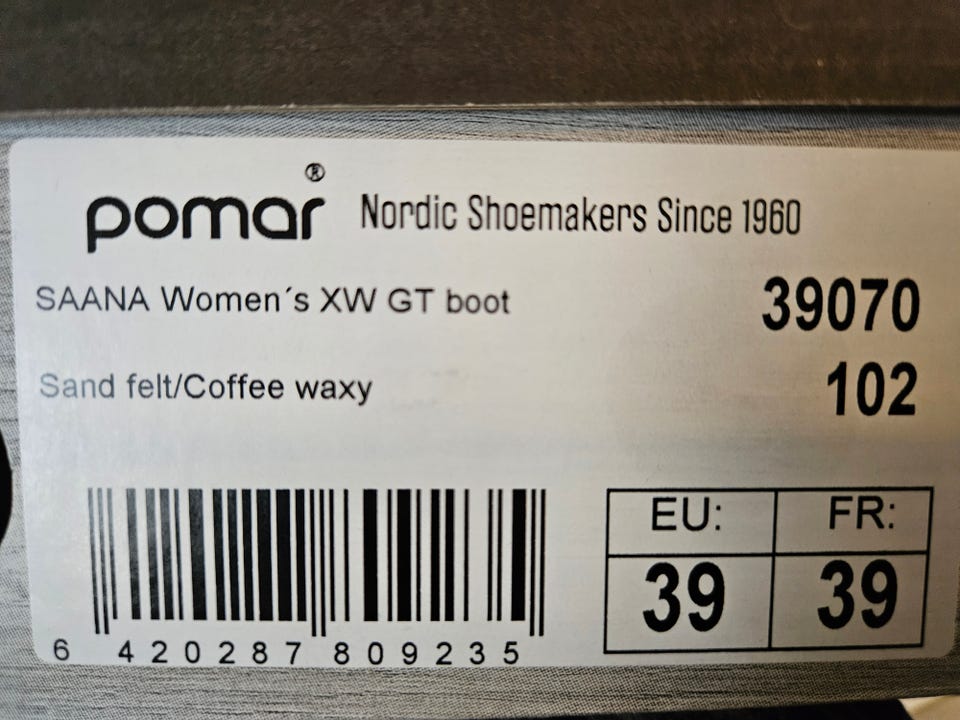 pomar® Nordic Shoemakers Since 1960
SAANA Women´s XW GT boot 39070
Sand felt/Coffee waxy 102
EU: FR:
39 39
6 420287 809235